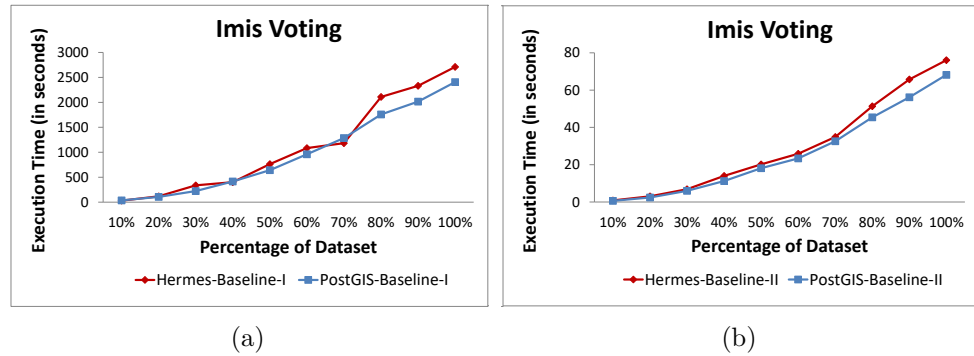 Imis Voting
Execution Time (in seconds)
3000
2500
2000
1500
1000
500
0
10% 20% 30% 40% 50% 60% 70% 80% 90% 100%
Percentage of Dataset
Hermes-Baseline-I PostGIS-Baseline-I
(a)
Imis Voting
Execution Time (in seconds)
80
60
40
20
0
10% 20% 30% 40% 50% 60% 70% 80% 90% 100%
Percentage of Dataset
Hermes-Baseline-II PostGIS-Baseline-II
(b)